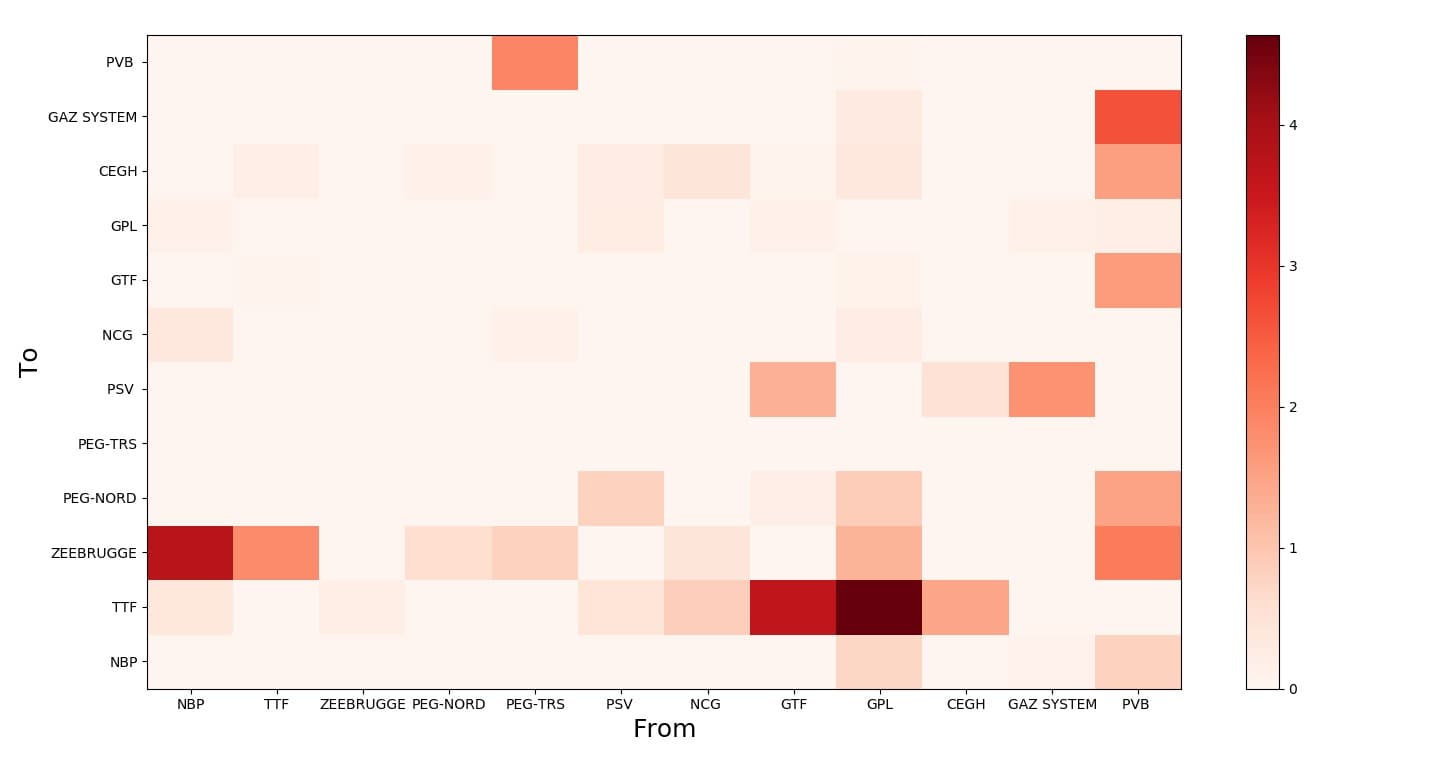 PVB
GAZ SYSTEM
CEGH
GPL
GTF
NCG
PSV
PEG-TRS
PEG-NORD
ZEEBRUGGE
TTF
NBP
To
NBP TTF ZEEBRUGGE PEG-NORD PEG-TRS PSV NCG GTF GPL CEGH GAZ SYSTEM PVB
From
4
3
2
1
0